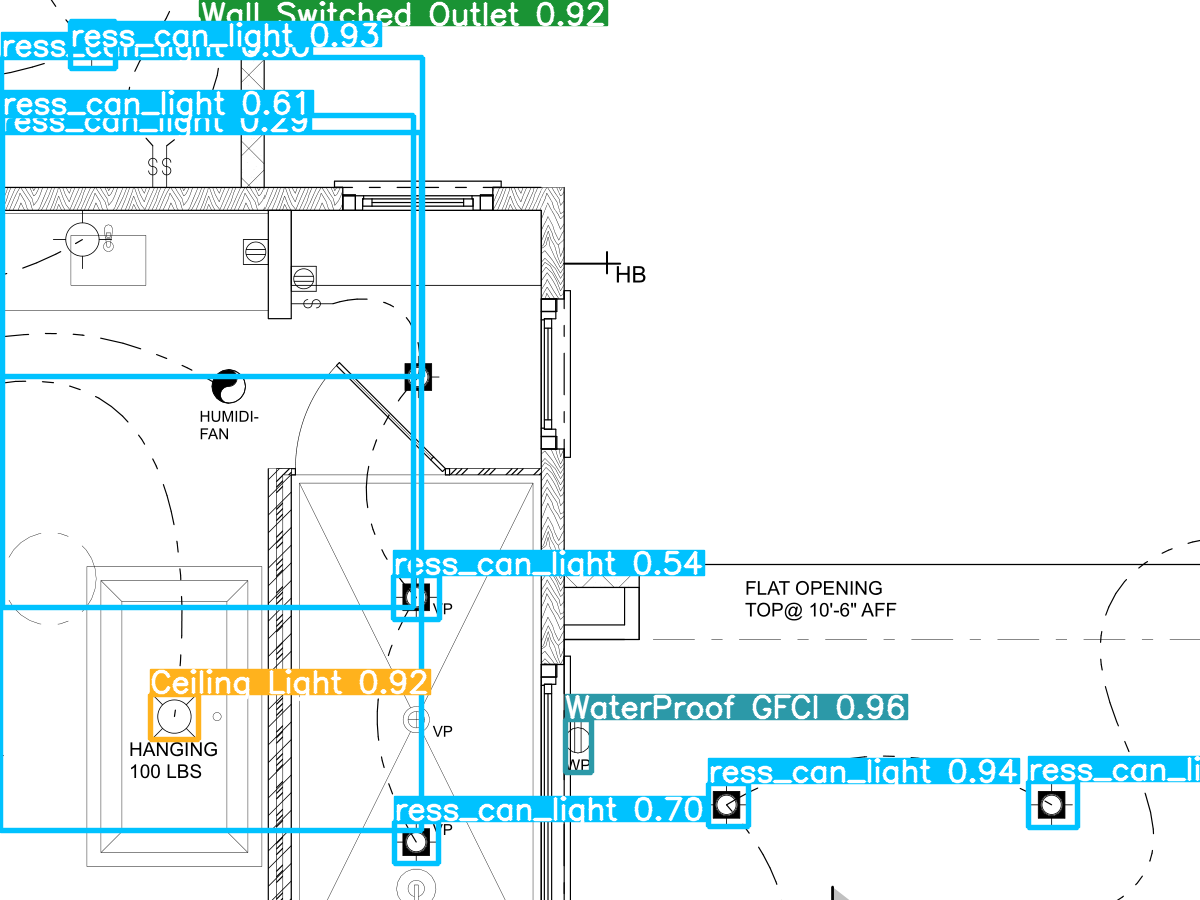 Wall Switched Outlet 0.92
ress_can_light 0.93
ress_can_light
ress_can_light 0.61
ress_can_light 0.29
SS
HB
S
HUMIDI-
FAN
ress_can_light 0.54
VP
FLAT OPENING
TOP@ 10'-6" AFF
Ceiling Light 0.92
WaterProof GFCI 0.96
VP
HANGING
100 LBS
WP
ress_can_light 0.94
ress_can_li
ress_can_light 0.70
VP